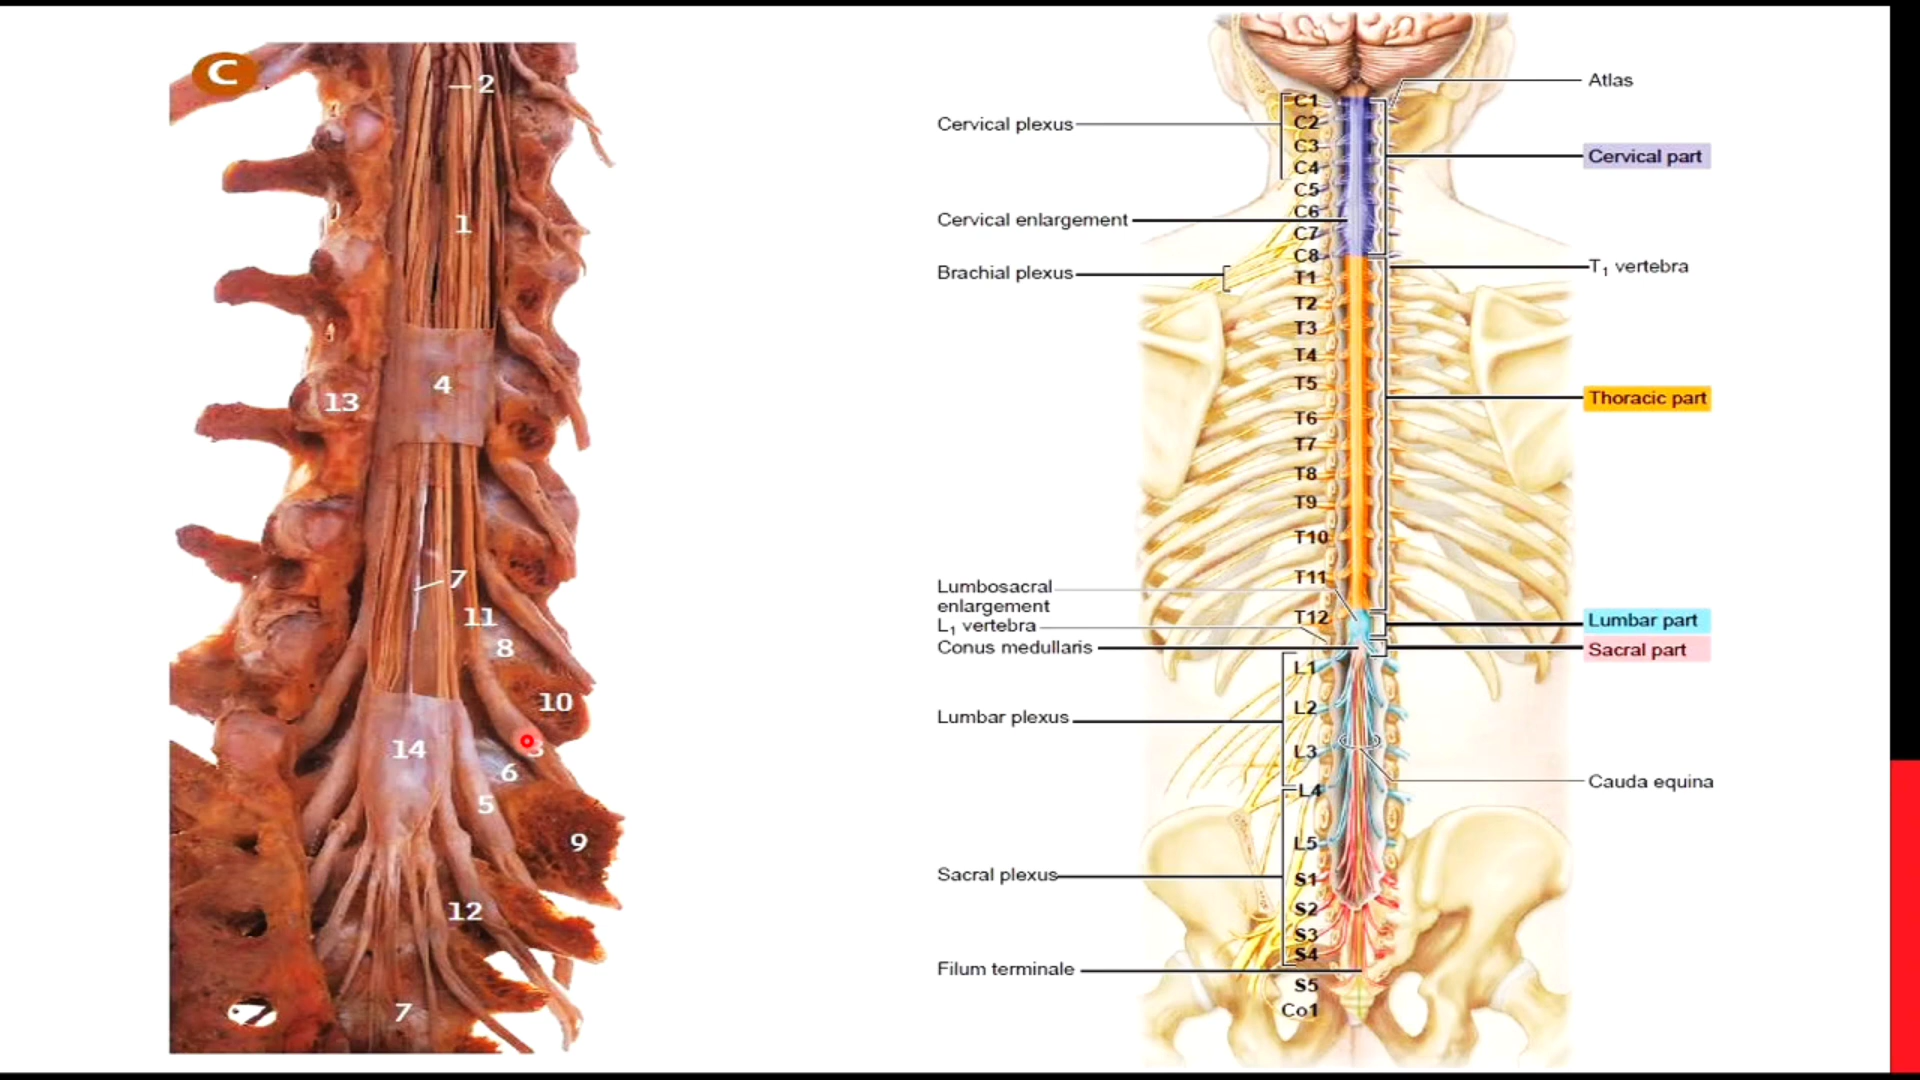 C
2
1
4
13
7
11
8
10
3
14
6
5
9
12
7
Cervical plexus
Cervical enlargement
Brachial plexus
Lumbosacral
enlargement
L1 vertebra
Conus medullaris
Lumbar plexus
Sacral plexus
Filum terminale
C1
C2
C3
C4
C5
C6
C7
C8
T1
T2
T3
T4
T5
T6
T7
T8
T9
T10
T11
T12
L1
L2
L3
L4
L5
S1
S2
S3
S4
S5
Co1
Atlas
Cervical part
T1 vertebra
Thoracic part
Lumbar part
Sacral part
Cauda equina